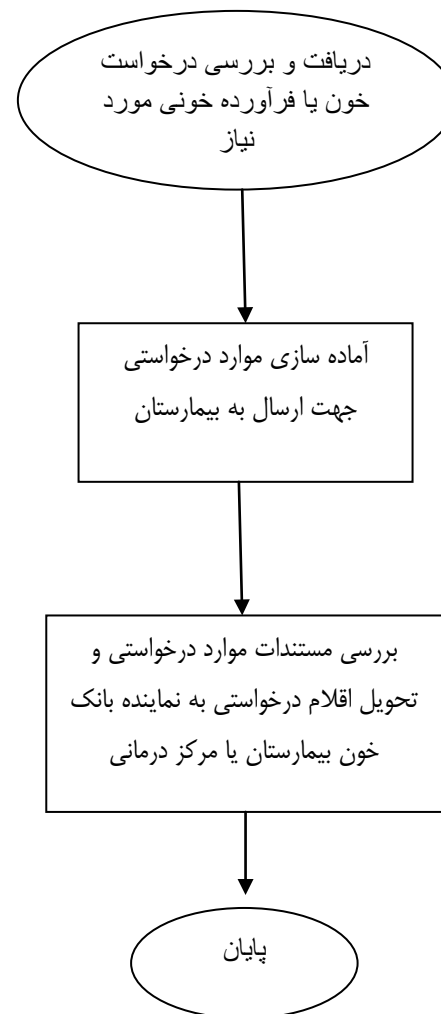 دریافت و بررسی درخواست
خون یا فرآورده خونی مورد
نیاز
آماده سازی موارد درخواستی
جهت ارسال به بیمارستان
بررسی مستندات موارد درخواستی و
تحویل اقلام درخواستی به نماینده بانک
خون بیمارستان یا مرکز درمانی
پایان